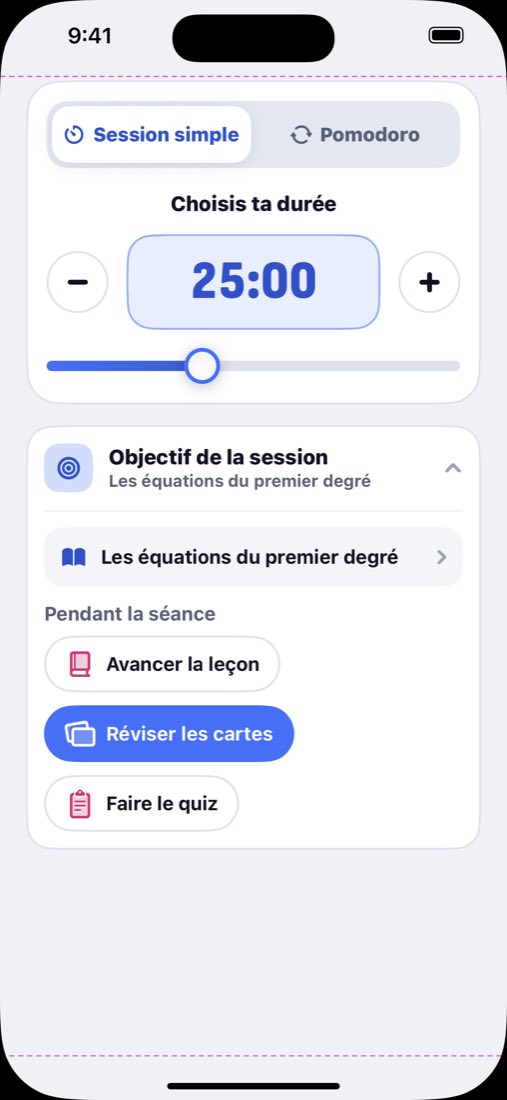 9:41
Session simple
Pomodoro
Choisis ta durée
25:00
Objectif de la session
Les équations du premier degré
Les équations du premier degré
Pendant la séance
Avancer la leçon
Réviser les cartes
Faire le quiz